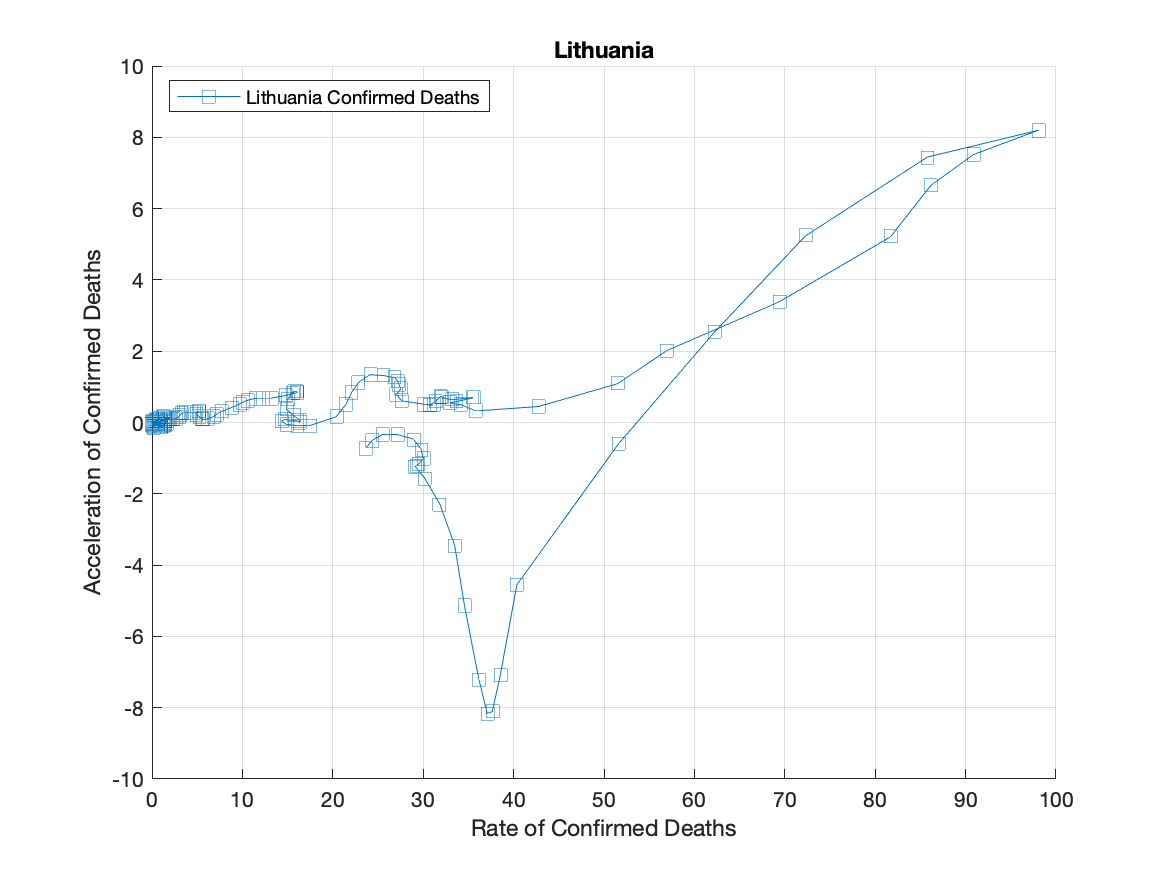 Lithuania
Lithuania Confirmed Deaths
10
8
6
4
2
0
-2
-4
-6
-8
-10
Acceleration of Confirmed Deaths
0 10 20 30 40 50 60 70 80 90 100
Rate of Confirmed Deaths